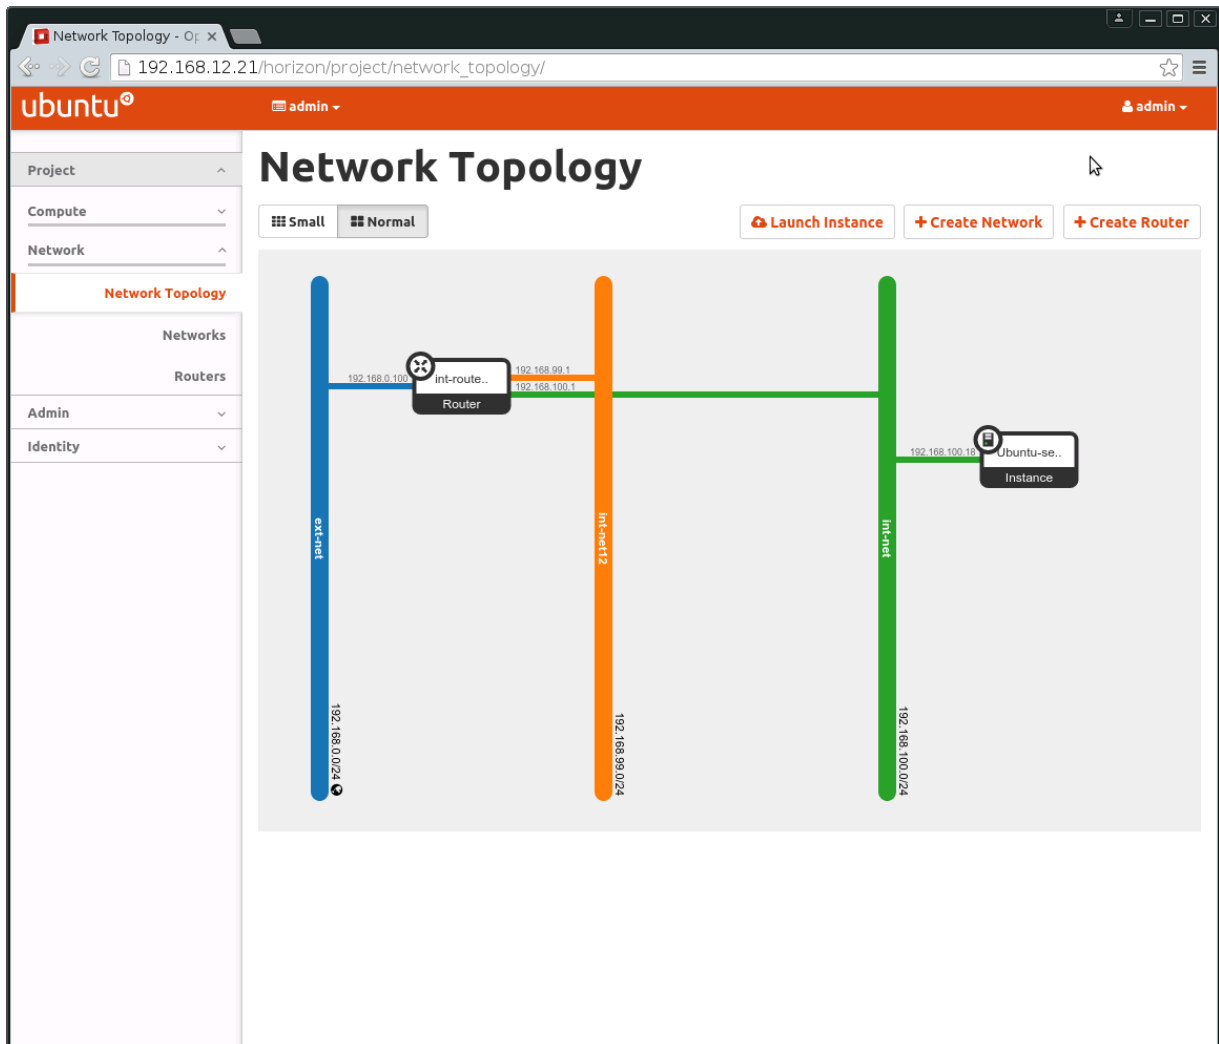 Network Topology - Op
192.168.12.21/horizon/project/network_topology/
ubuntu
admin
admin
Project
Compute
Network
Network Topology
Networks
Routers
Admin
Identity
Network Topology
Small
Normal
Launch Instance
Create Network
Create Router
192.168.0.100
int-route..
Router
192.168.99.1
192.168.100.1
192.168.100.18
Ubuntu-se..
Instance
ext-net
int-net12
int-net
192.168.0.0/24
192.168.99.0/24
192.168.100.0/24